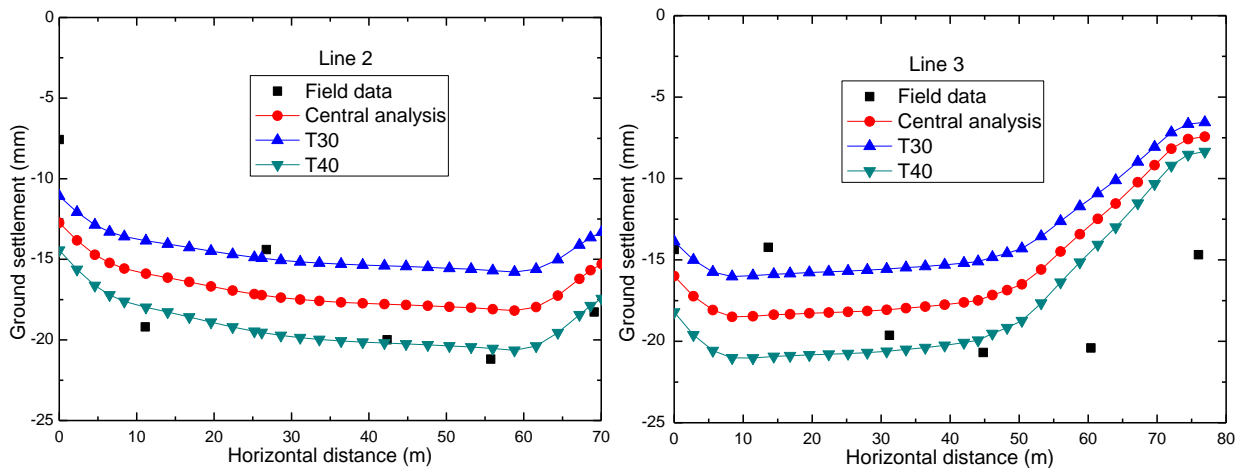 Line 2
Field data
Central analysis
T30
T40
Ground settlement (mm)
0
-5
-10
-15
-20
-25
0 10 20 30 40 50 60 70
Horizontal distance (m)
Line 3
Field data
Central analysis
T30
T40
Ground settlement (mm)
0
-5
-10
-15
-20
-25
0 10 20 30 40 50 60 70 80
Horizontal distance (m)